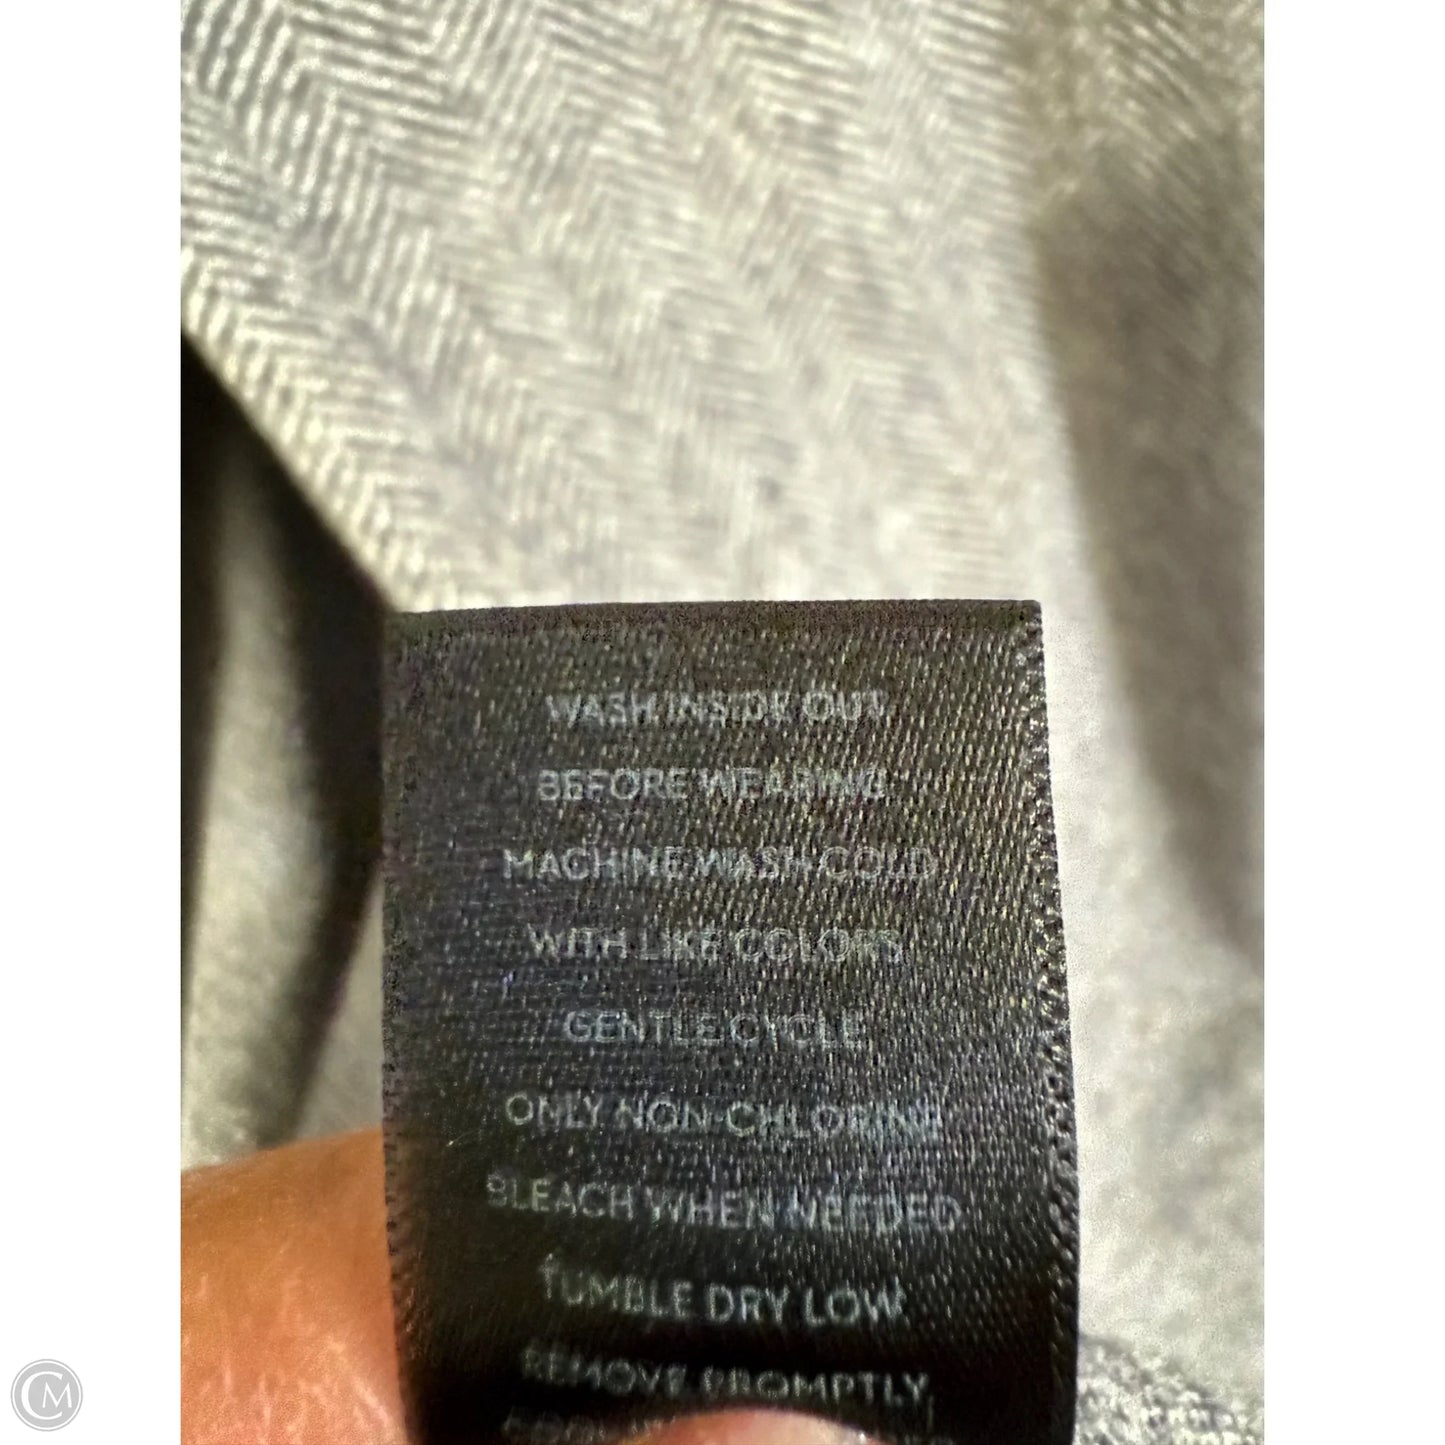 WASH INSIDE OUT
BEFORE WEARING
MACHINE WASH COLD
WITH LIKE COLORS
GENTLE CYCLE
ONLY NON-CHLORINE
BLEACH WHEN NEEDED
TUMBLE DRY LOW
REMOVE PROMPTLY
CM